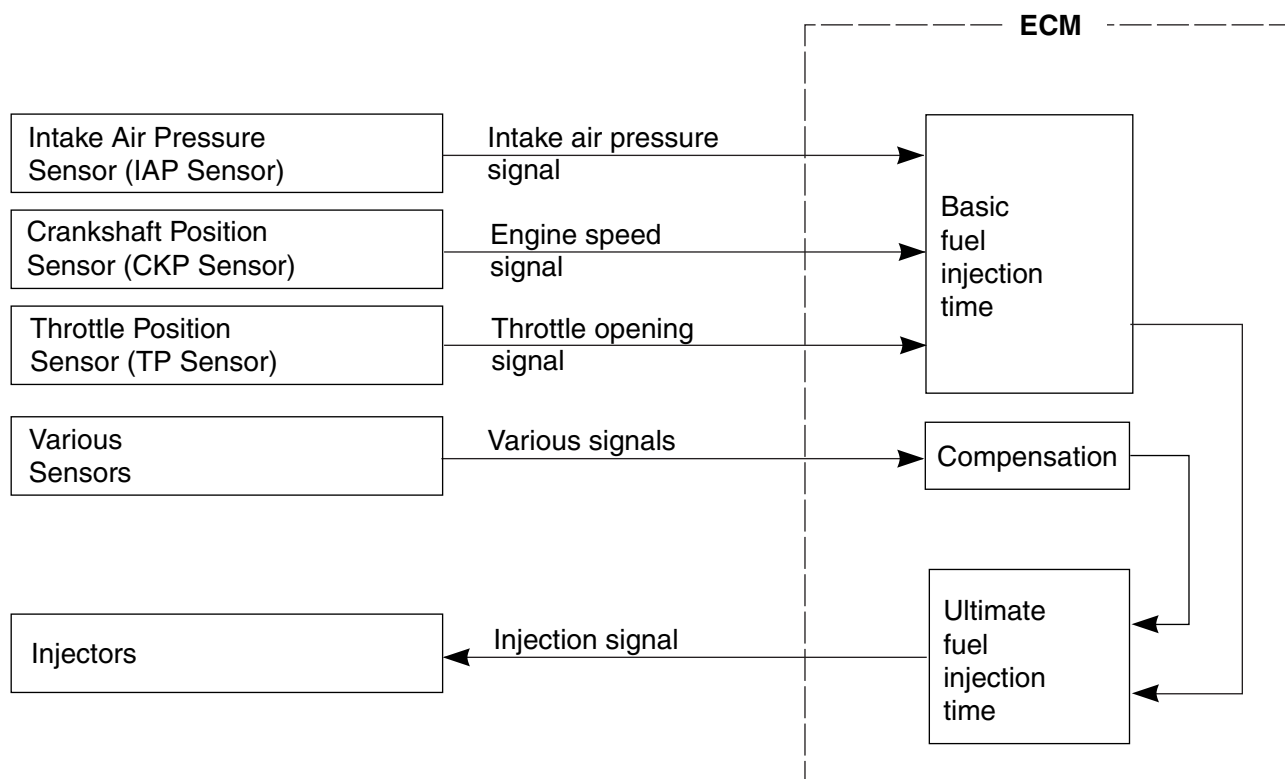 ECM
Intake Air Pressure
Sensor (IAP Sensor)
Intake air pressure
signal
Crankshaft Position
Sensor (CKP Sensor)
Engine speed
signal
Throttle Position
Sensor (TP Sensor)
Throttle opening
signal
Basic
fuel
injection
time
Various
Sensors
Various signals
Compensation
Injectors
Injection signal
Ultimate
fuel
injection
time